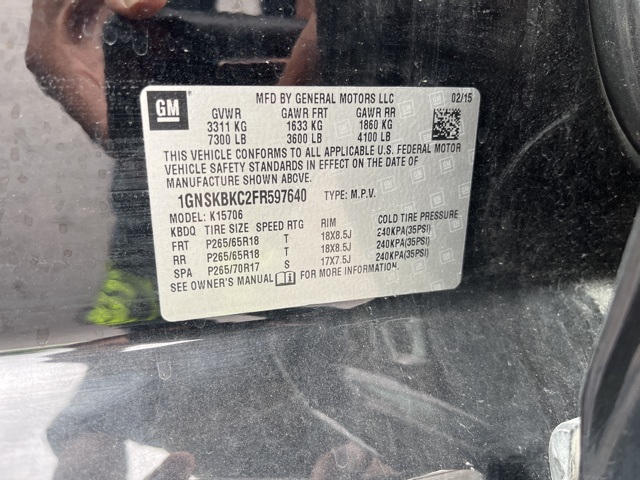 GM
MFD BY GENERAL MOTORS LLC 02/15
GVWR GAWR FRT GAWR RR
3311 KG 1633 KG 1860 KG
7300 LB 3600 LB 4100 LB
THIS VEHICLE CONFORMS TO ALL APPLICABLE U.S. FEDERAL MOTOR
VEHICLE SAFETY STANDARDS IN EFFECT ON THE DATE OF
MANUFACTURE SHOWN ABOVE.
1GNSKBKC2FR597640 TYPE: M.P.V.
MODEL: K15706
KBDQ TIRE SIZE SPEED RTG RIM COLD TIRE PRESSURE
FRT P265/65R18 T 18X8.5J 240KPA(35PSI)
RR P265/65R18 T 18X8.5J 240KPA(35PSI)
SPA P265/70R17 S 17X7.5J 240KPA(35PSI)
SEE OWNER'S MANUAL FOR MORE INFORMATION.